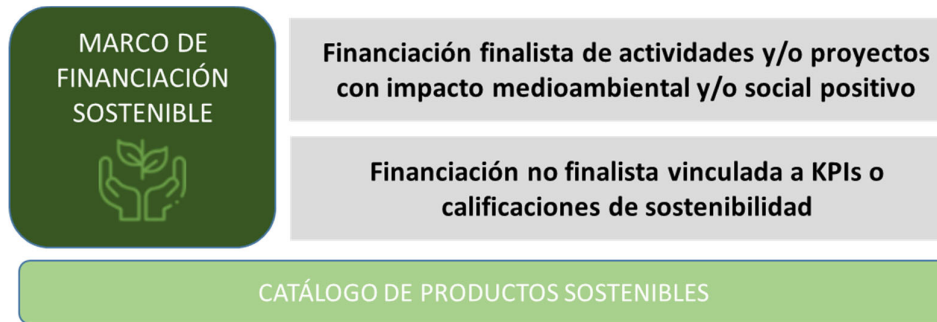 MARCO DE
FINANCIACIÓN
SOSTENIBLE
Financiación finalista de actividades y/o proyectos
con impacto medioambiental y/o social positivo
Financiación no finalista vinculada a KPIs o
calificaciones de sostenibilidad
CATÁLOGO DE PRODUCTOS SOSTENIBLES